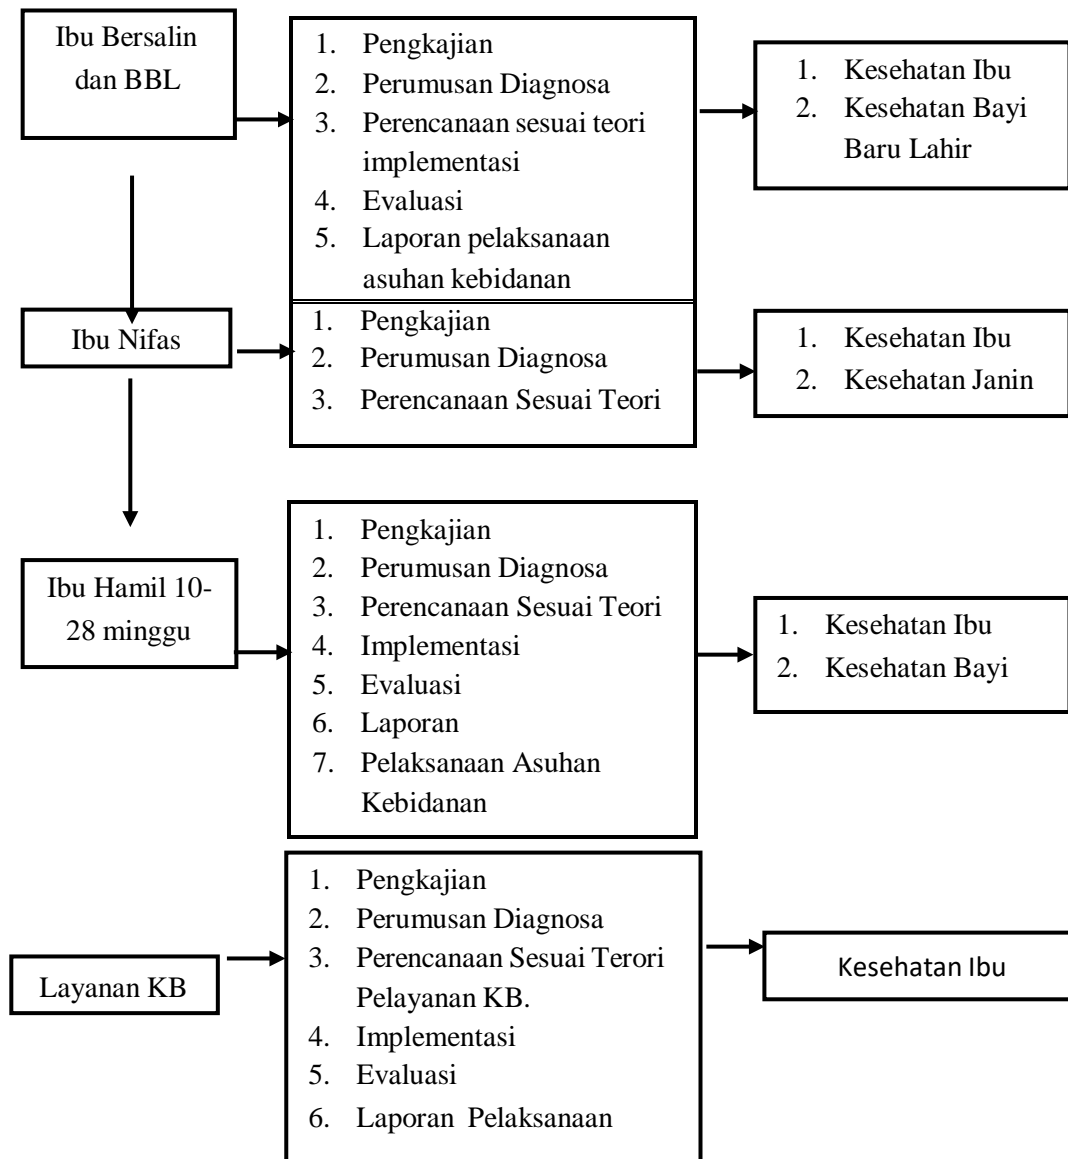 Ibu Bersalin
dan BBL
1. Pengkajian
2. Perumusan Diagnosa
3. Perencanaan sesuai teori
implementasi
4. Evaluasi
5. Laporan pelaksanaan
asuhan kebidanan
1. Kesehatan Ibu
2. Kesehatan Bayi
Baru Lahir
Ibu Nifas
1. Pengkajian
2. Perumusan Diagnosa
3. Perencanaan Sesuai Teori
1. Kesehatan Ibu
2. Kesehatan Janin
Ibu Hamil 10-
28 minggu
1. Pengkajian
2. Perumusan Diagnosa
3. Perencanaan Sesuai Teori
4. Implementasi
5. Evaluasi
6. Laporan
7. Pelaksanaan Asuhan
Kebidanan
1. Kesehatan Ibu
2. Kesehatan Bayi
Layanan KB
1. Pengkajian
2. Perumusan Diagnosa
3. Perencanaan Sesuai Terori
Pelayanan KB.
4. Implementasi
5. Evaluasi
6. Laporan Pelaksanaan
Kesehatan Ibu